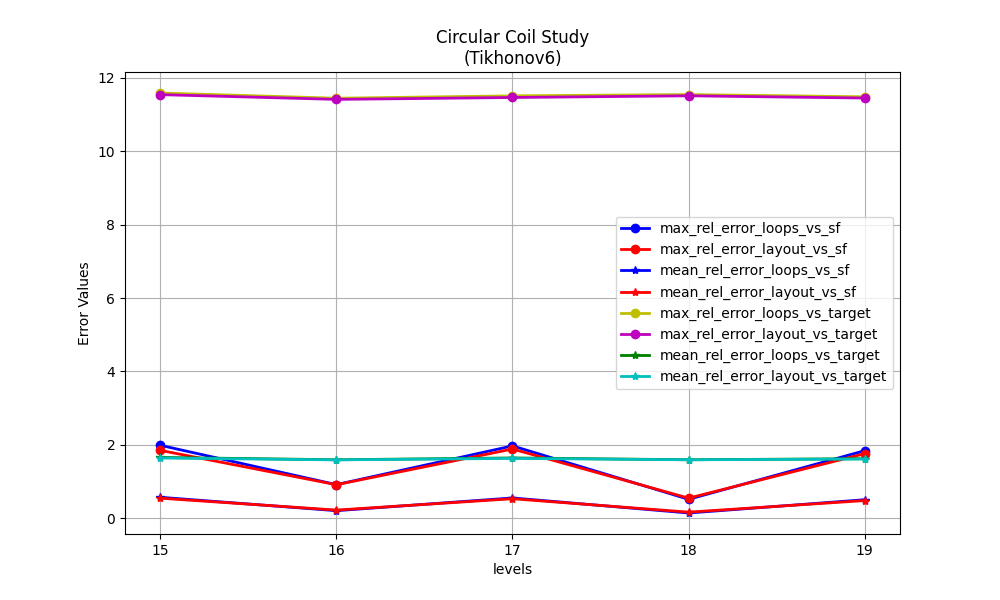 Circular Coil Study
(Tikhonov6)
12
10
8
6
4
2
0
Error Values
max_rel_error_loops_vs_sf
max_rel_error_layout_vs_sf
mean_rel_error_loops_vs_sf
mean_rel_error_layout_vs_sf
max_rel_error_loops_vs_target
max_rel_error_layout_vs_target
mean_rel_error_loops_vs_target
mean_rel_error_layout_vs_target
15 16 17 18 19
levels